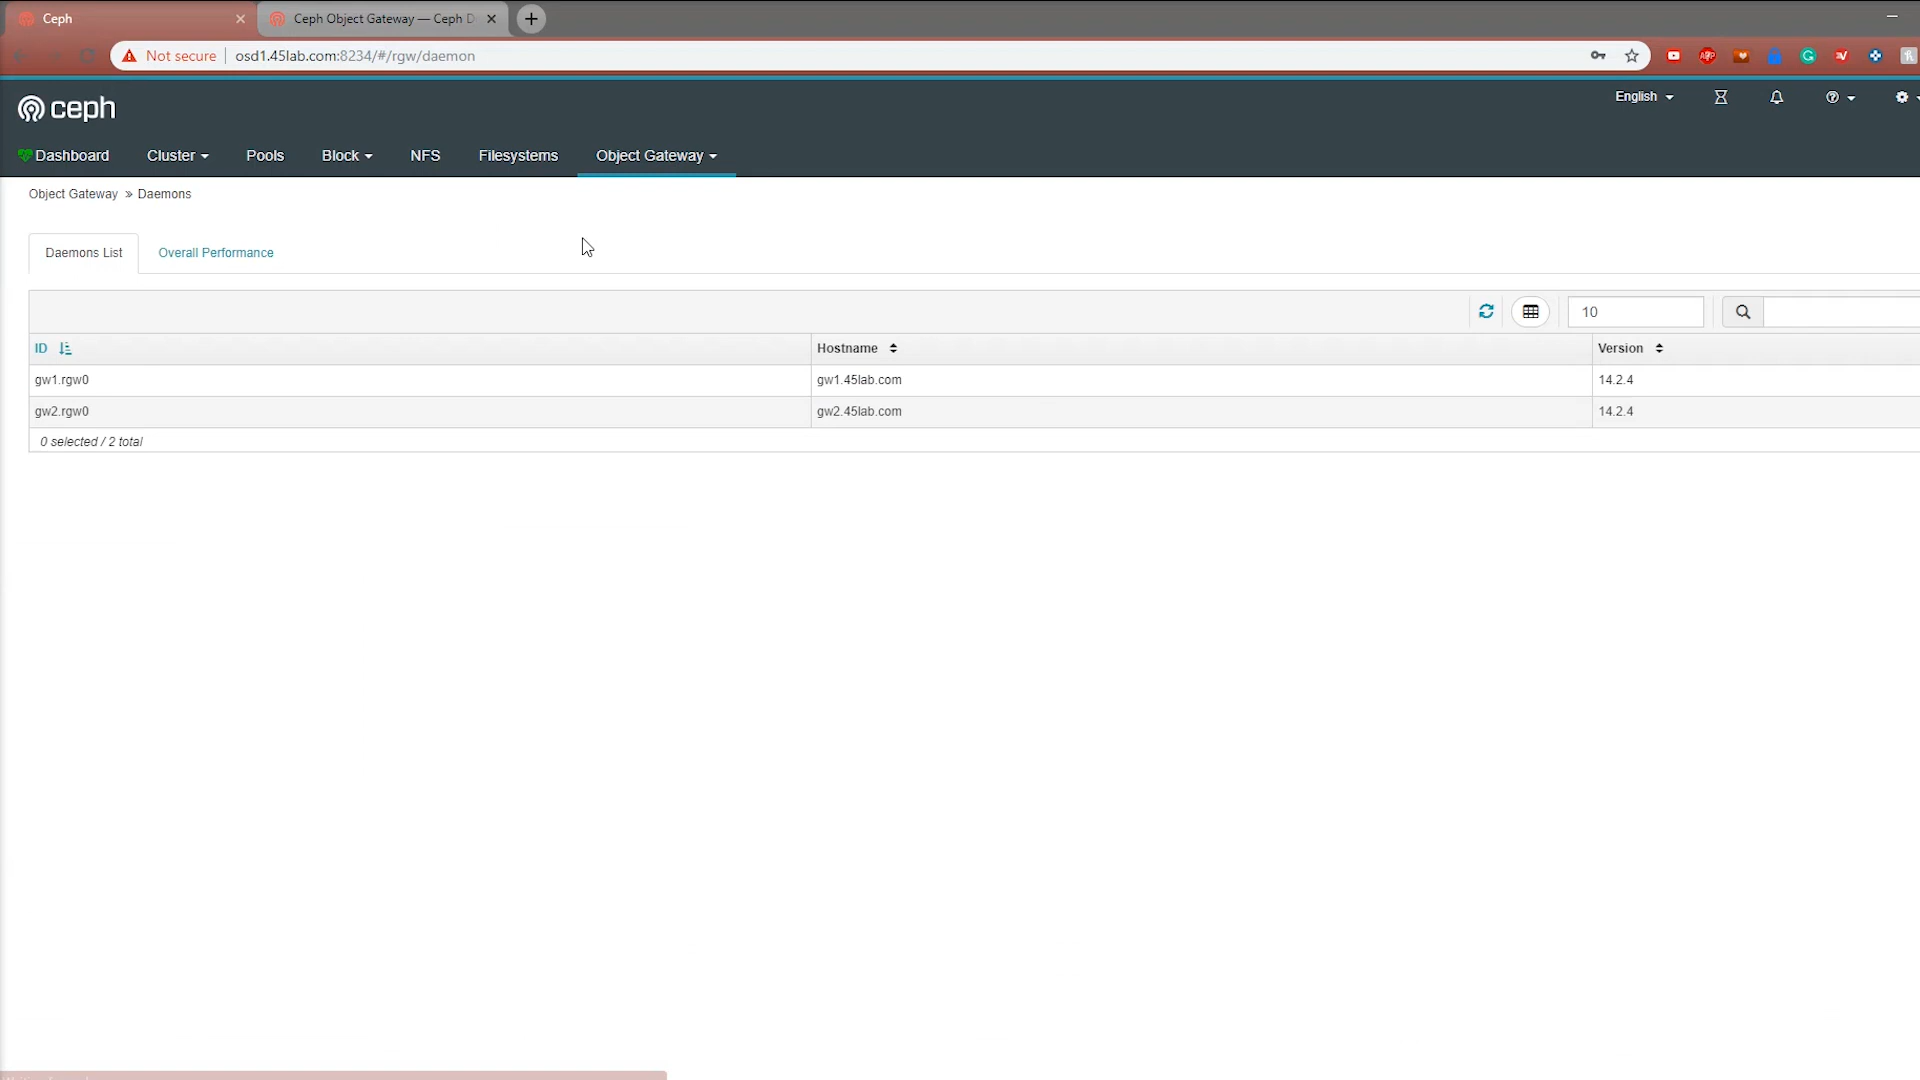 Ceph
Ceph Object Gateway — Ceph D
Not secure
osd1.45lab.com:8234/#/rgw/daemon
ceph
English
Dashboard
Cluster
Pools
Block
NFS
Filesystems
Object Gateway
Object Gateway » Daemons
Daemons List
Overall Performance
10
ID
Hostname
Version
gw1.rgw0
gw1.45lab.com
14.2.4
gw2.rgw0
gw2.45lab.com
14.2.4
0 selected / 2 total